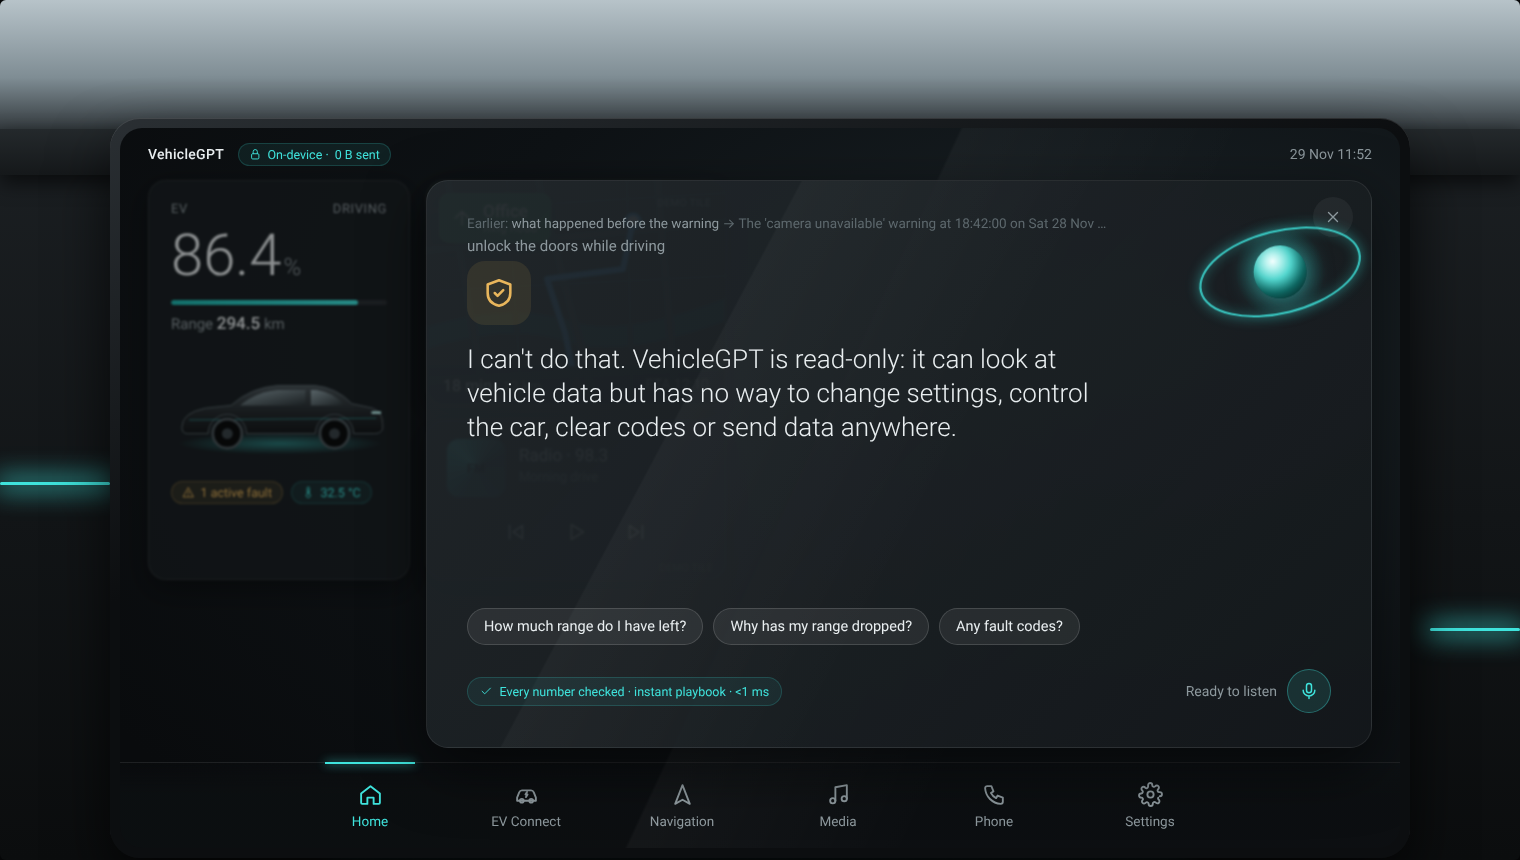 VehicleGPT
On-device · 0 B sent
29 Nov 11:52
EV
DRIVING
86.4%
Range 294.5 km
1 active fault
32.5 °C
Earlier: what happened before the warning → The 'camera unavailable' warning at 18:42:00 on Sat 28 Nov ...
unlock the doors while driving
I can't do that. VehicleGPT is read-only: it can look at
vehicle data but has no way to change settings, control
the car, clear codes or send data anywhere.
Radio · 98.3
How much range do I have left?
Why has my range dropped?
Any fault codes?
Every number checked · instant playbook · <1 ms
Ready to listen
Home
EV Connect
Navigation
Media
Phone
Settings